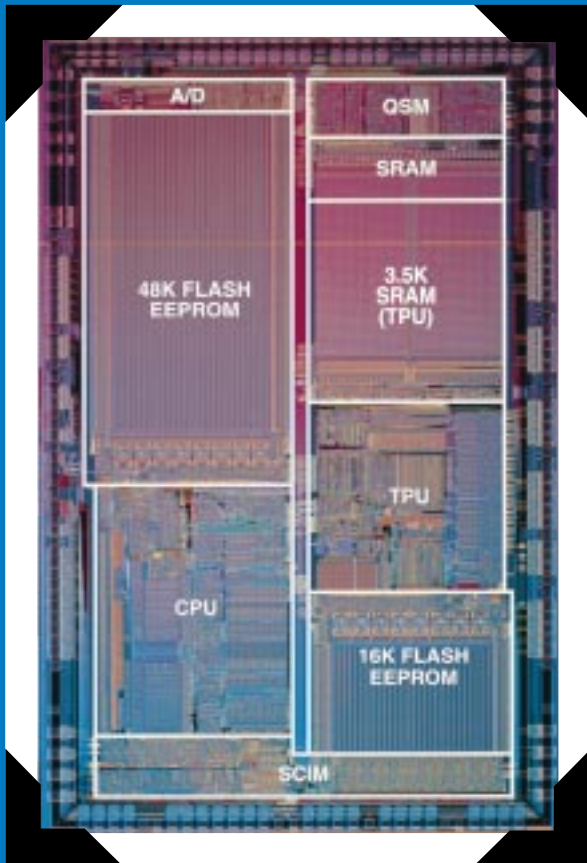 A/D
48K FLASH
EEPROM
CPU
QSM
SRAM
3.5K
SRAM
(TPU)
TPU
16K FLASH
EEPROM
SCIM